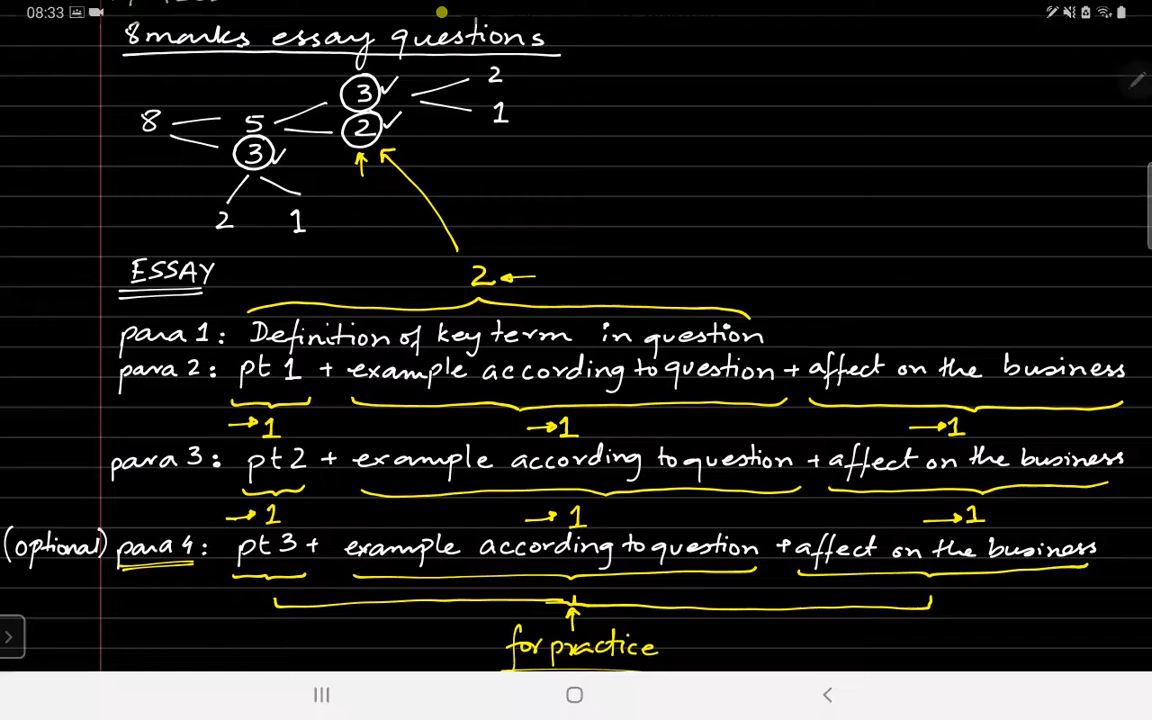 08:33
8 marks essay questions
3 2
8 5 2 1
3
2 1
ESSAY 2
para 1: Definition of key term in question
para 2: pt 1 + example according to question + affect on the business
1 1 1
para 3: pt 2 + example according to question + affect on the business
1 1 1
(optional) para 4: pt 3 + example according to question + affect on the business
for practice